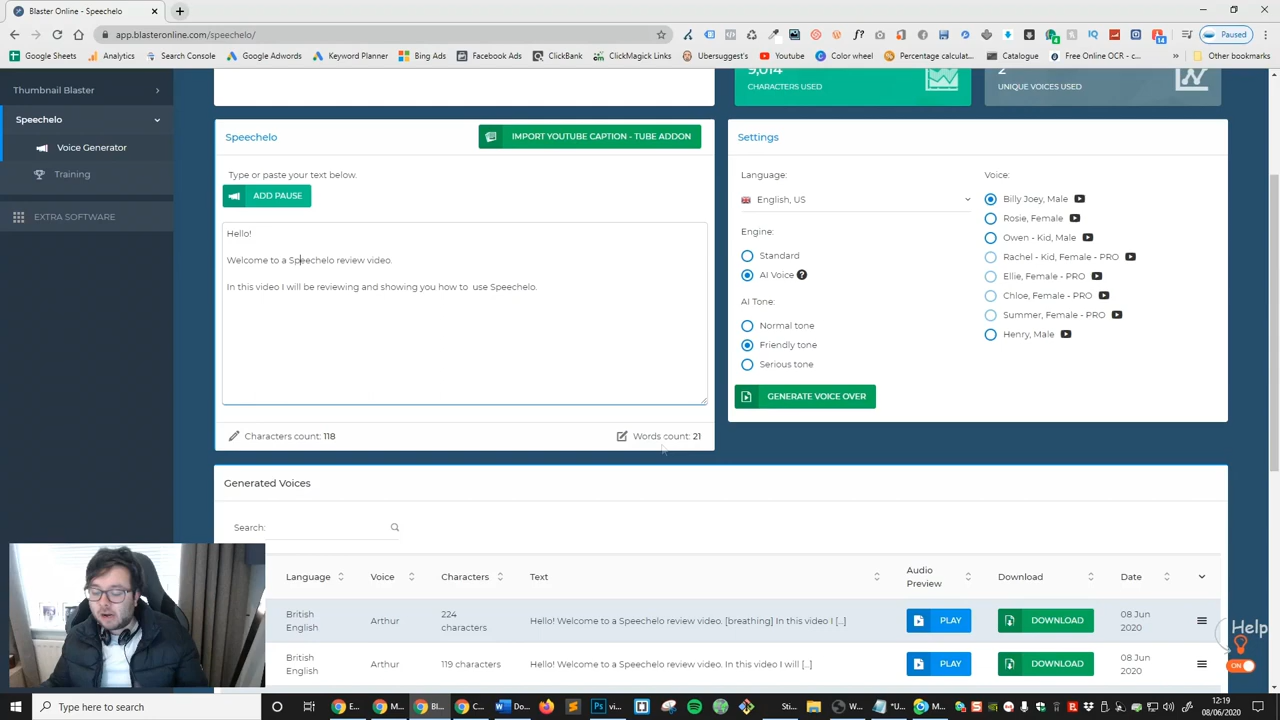 Blaster Online - Speechelo
app.blasteronline.com/speechelo/
Paused
Google Sheets
Google Adwords
Search Console
Keyword Planner
Bing Ads
Facebook Ads
ClickBank
ClickMagick Links
Ubersuggest's
Youtube
Color wheel
Percentage calculat...
Catalogue
Free Online OCR - c...
Other bookmarks
Thumbnail Blaster
Speechelo
Voice Generator
Training
EXTRA SOFTWARE
9,014
CHARACTERS USED
2
UNIQUE VOICES USED
Speechelo
IMPORT YOUTUBE CAPTION - TUBE ADDON
Type or paste your text below.
ADD PAUSE
Hello!
Welcome to a Speechelo review video.
In this video I will be reviewing and showing you how to  use Speechelo.
Characters count: 118
Words count: 21
Settings
Language:
English, US
Engine:
Standard
AI Voice
AI Tone:
Normal tone
Friendly tone
Serious tone
GENERATE VOICE OVER
Voice:
Billy Joey, Male
Rosie, Female
Owen - Kid, Male
Rachel - Kid, Female - PRO
Ellie, Female - PRO
Chloe, Female - PRO
Summer, Female - PRO
Henry, Male
Generated Voices
Search:
Language
Voice
Characters
Text
Audio
Preview
Download
Date
British
English
Arthur
224
characters
Hello! Welcome to a Speechelo review video. [breathing] In this video I [...]
PLAY
DOWNLOAD
08 Jun
2020
British
English
Arthur
119 characters
Hello! Welcome to a Speechelo review video. In this video I will [...]
PLAY
DOWNLOAD
08 Jun
2020
Help
ON
Type here to search
12:19
08/06/2020